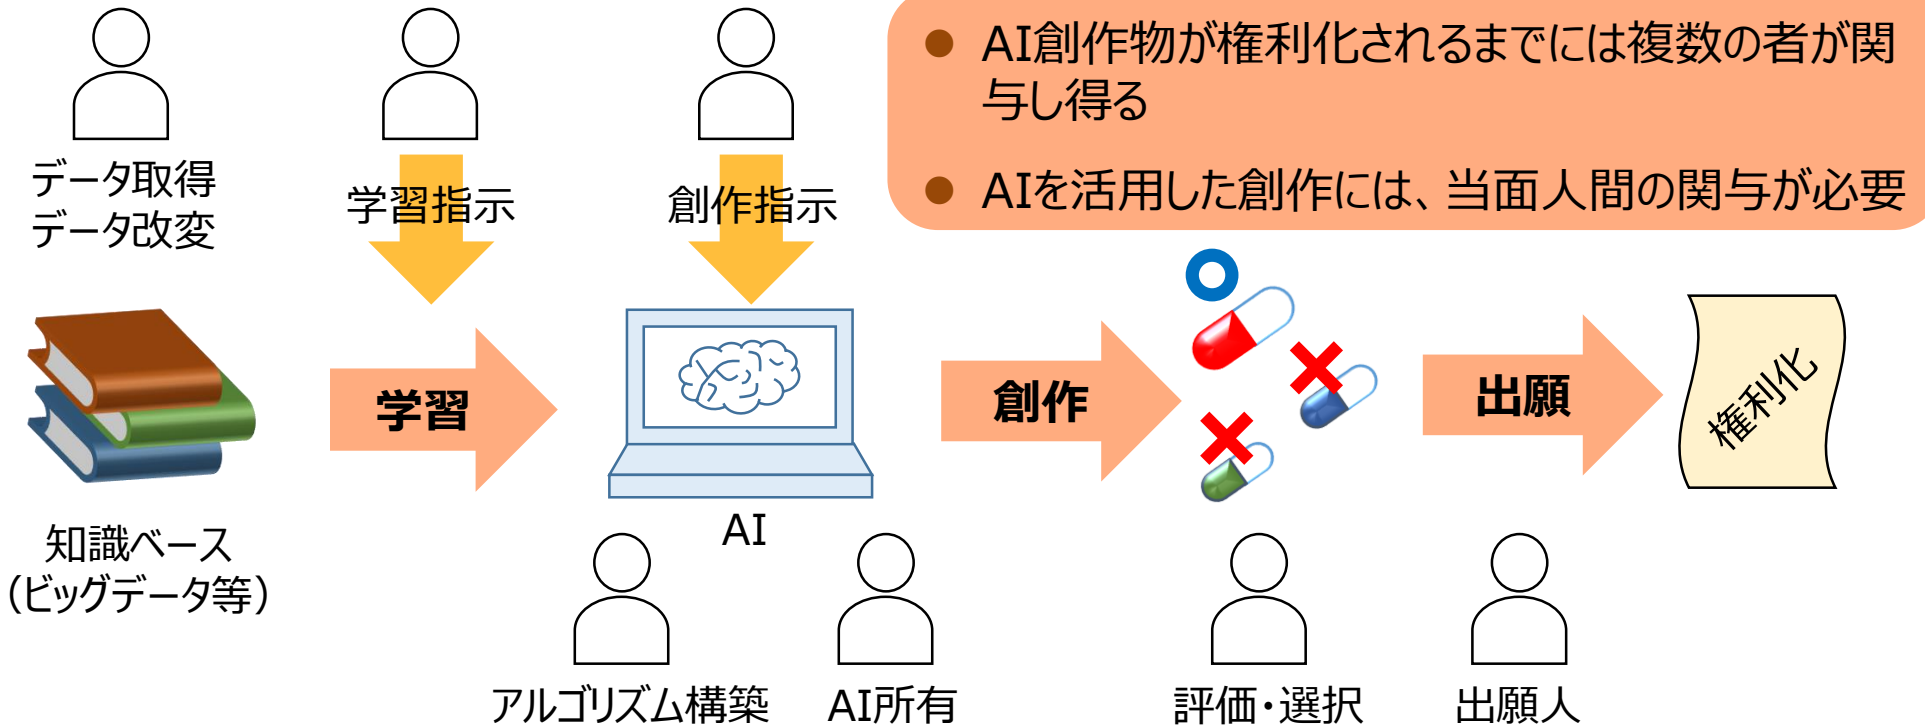 ● AI創作物が権利化されるまでには複数の者が関
与し得る
● AIを活用した創作には、当面人間の関与が必要
データ取得
データ改変
学習指示
創作指示
学習
創作
出願
権利化
知識ベース
(ビッグデータ等)
AI
アルゴリズム構築
AI所有
評価・選択
出願人